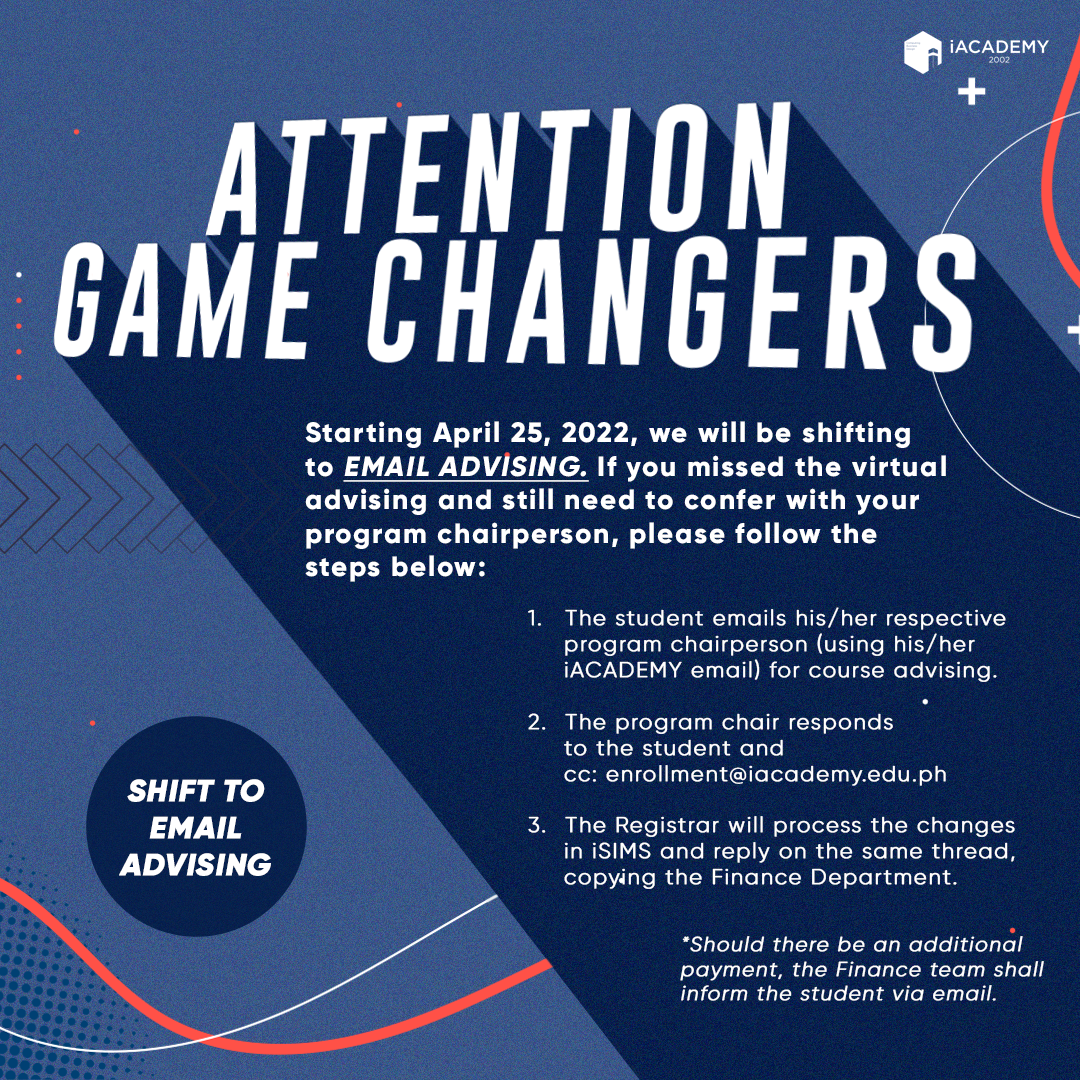 iACADEMY
2002
ATTENTION
GAME CHANGERS
Starting April 25, 2022, we will be shifting
to EMAIL ADVISING. If you missed the virtual
advising and still need to confer with your
program chairperson, please follow the
steps below:
1. The student emails his/her respective
program chairperson (using his/her
iACADEMY email) for course advising.
2. The program chair responds
to the student and
cc: enrollment@iacademy.edu.ph
3. The Registrar will process the changes
in iSIMS and reply on the same thread,
copying the Finance Department.
SHIFT TO
EMAIL
ADVISING
*Should there be an additional
payment, the Finance team shall
inform the student via email.